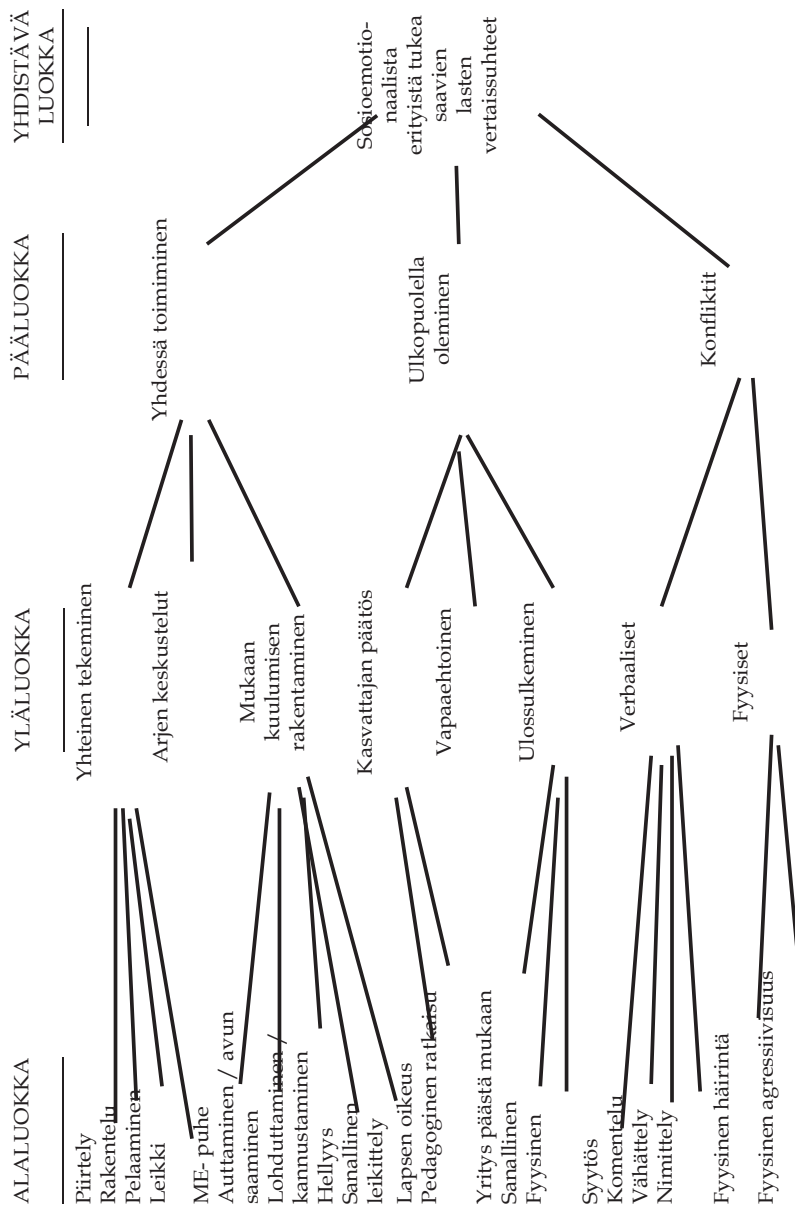 ALALUOKKA
Piirtely
Rakentelu
Pelaaminen
Leikki
ME- puhe
Auttaminen / avun
saaminen
Lohduttaminen /
kannustaminen
Hellyys
Sanallinen
leikittely
Lapsen oikeus
Pedagoginen ratkaisu
Yritys päästä mukaan
Sanallinen
Fyysinen
Syytös
Komentelu
Vähättely
Nimittely
Fyysinen häirintä
Fyysinen agressiivisuus
YLÄLUOKKA
Yhteinen tekeminen
Arjen keskustelut
Mukaan
kuulumisen
rakentaminen
Kasvattajan päätös
Vapaaehtoinen
Ulossulkeminen
Verbaaliset
Fyysiset
PÄÄLUOKKA
Yhdessä toimiminen
Ulkopuolella
oleminen
Konfliktit
YHDISTÄVÄ
LUOKKA
Sosioemotio-
naalista
erityistä tukea
saavien
lasten
vertaissuhteet